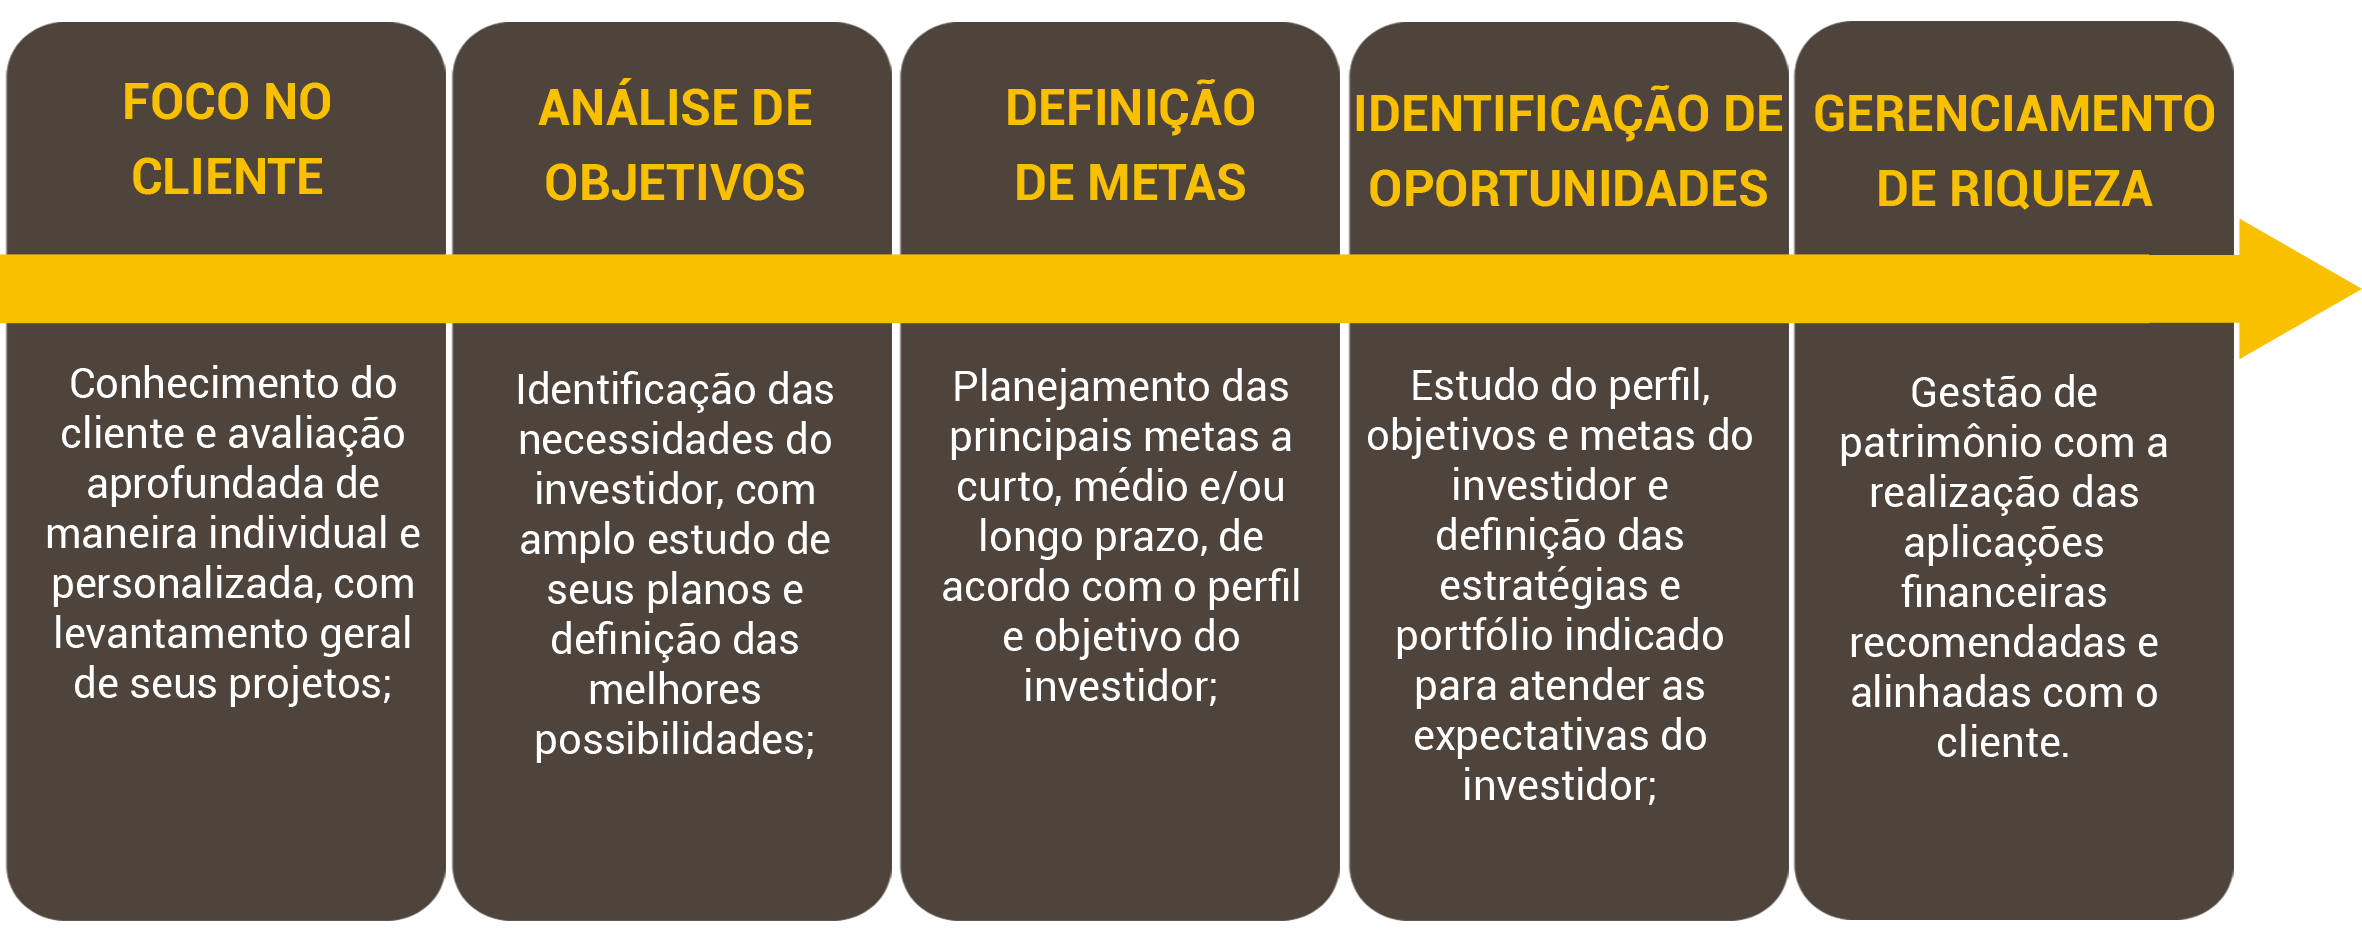 FOCO NO
CLIENTE
Conhecimento do
cliente e avaliação
aprofundada de
maneira individual e
personalizada, com
levantamento geral
de seus projetos;
ANÁLISE DE
OBJETIVOS
Identificação das
necessidades do
investidor, com
amplo estudo de
seus planos e
definição das
melhores
possibilidades;
DEFINIÇÃO
DE METAS
Planejamento das
principais metas a
curto, médio e/ou
longo prazo, de
acordo com o perfil
e objetivo do
investidor;
IDENTIFICAÇÃO DE
OPORTUNIDADES
Estudo do perfil,
objetivos e metas do
investidor e
definição das
estratégias e
portfólio indicado
para atender as
expectativas do
investidor;
GERENCIAMENTO
DE RIQUEZA
Gestão de
patrimônio com a
realização das
aplicações
financeiras
recomendadas e
alinhadas com o
cliente.